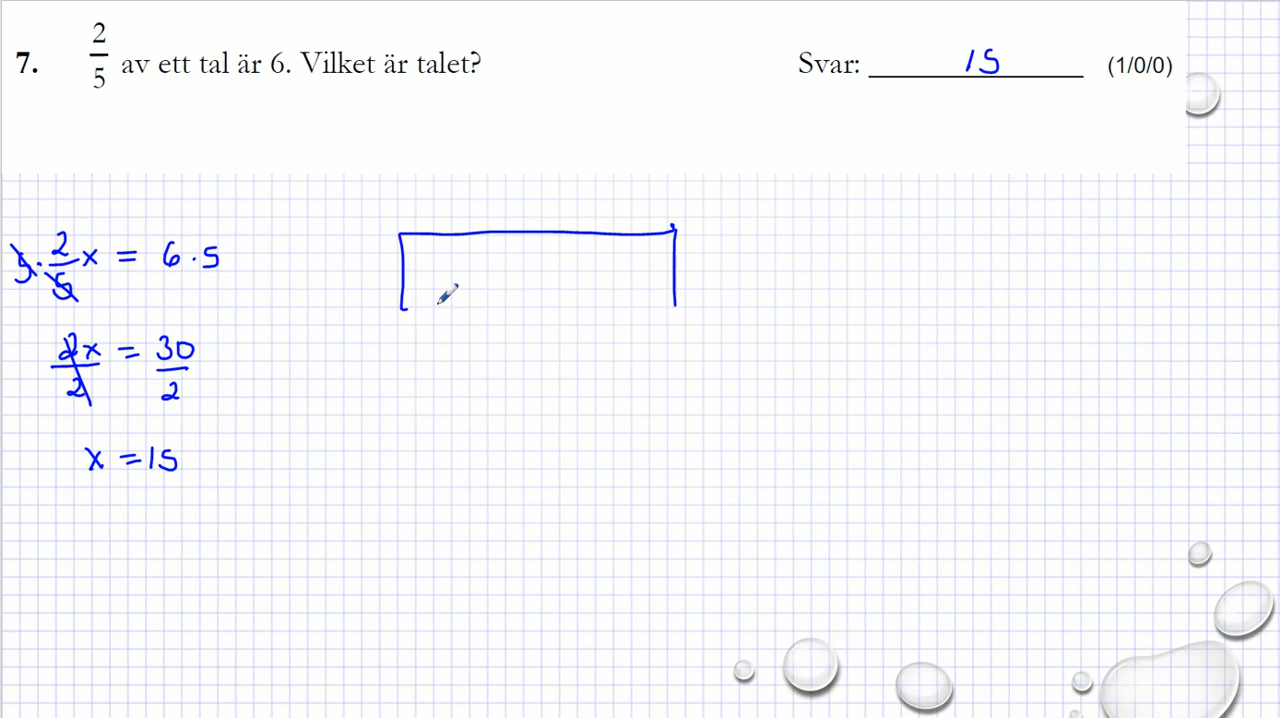 7. 2/5 av ett tal är 6. Vilket är talet? Svar: 15 (1/0/0)
5 · 2/5 x = 6 · 5
2x/2 = 30/2
x = 15